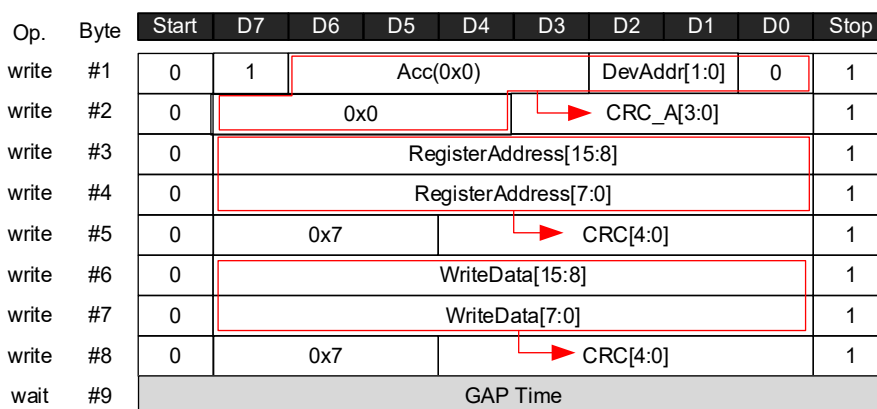 Op. Byte Start D7 D6 D5 D4 D3 D2 D1 D0 Stop
write #1 0 1 Acc(0x0) DevAddr[1:0] 0 1
write #2 0 0x0 CRC_A[3:0] 1
write #3 0 RegisterAddress[15:8] 1
write #4 0 RegisterAddress[7:0] 1
write #5 0 0x7 CRC[4:0] 1
write #6 0 WriteData[15:8] 1
write #7 0 WriteData[7:0] 1
write #8 0 0x7 CRC[4:0] 1
wait #9 GAP Time